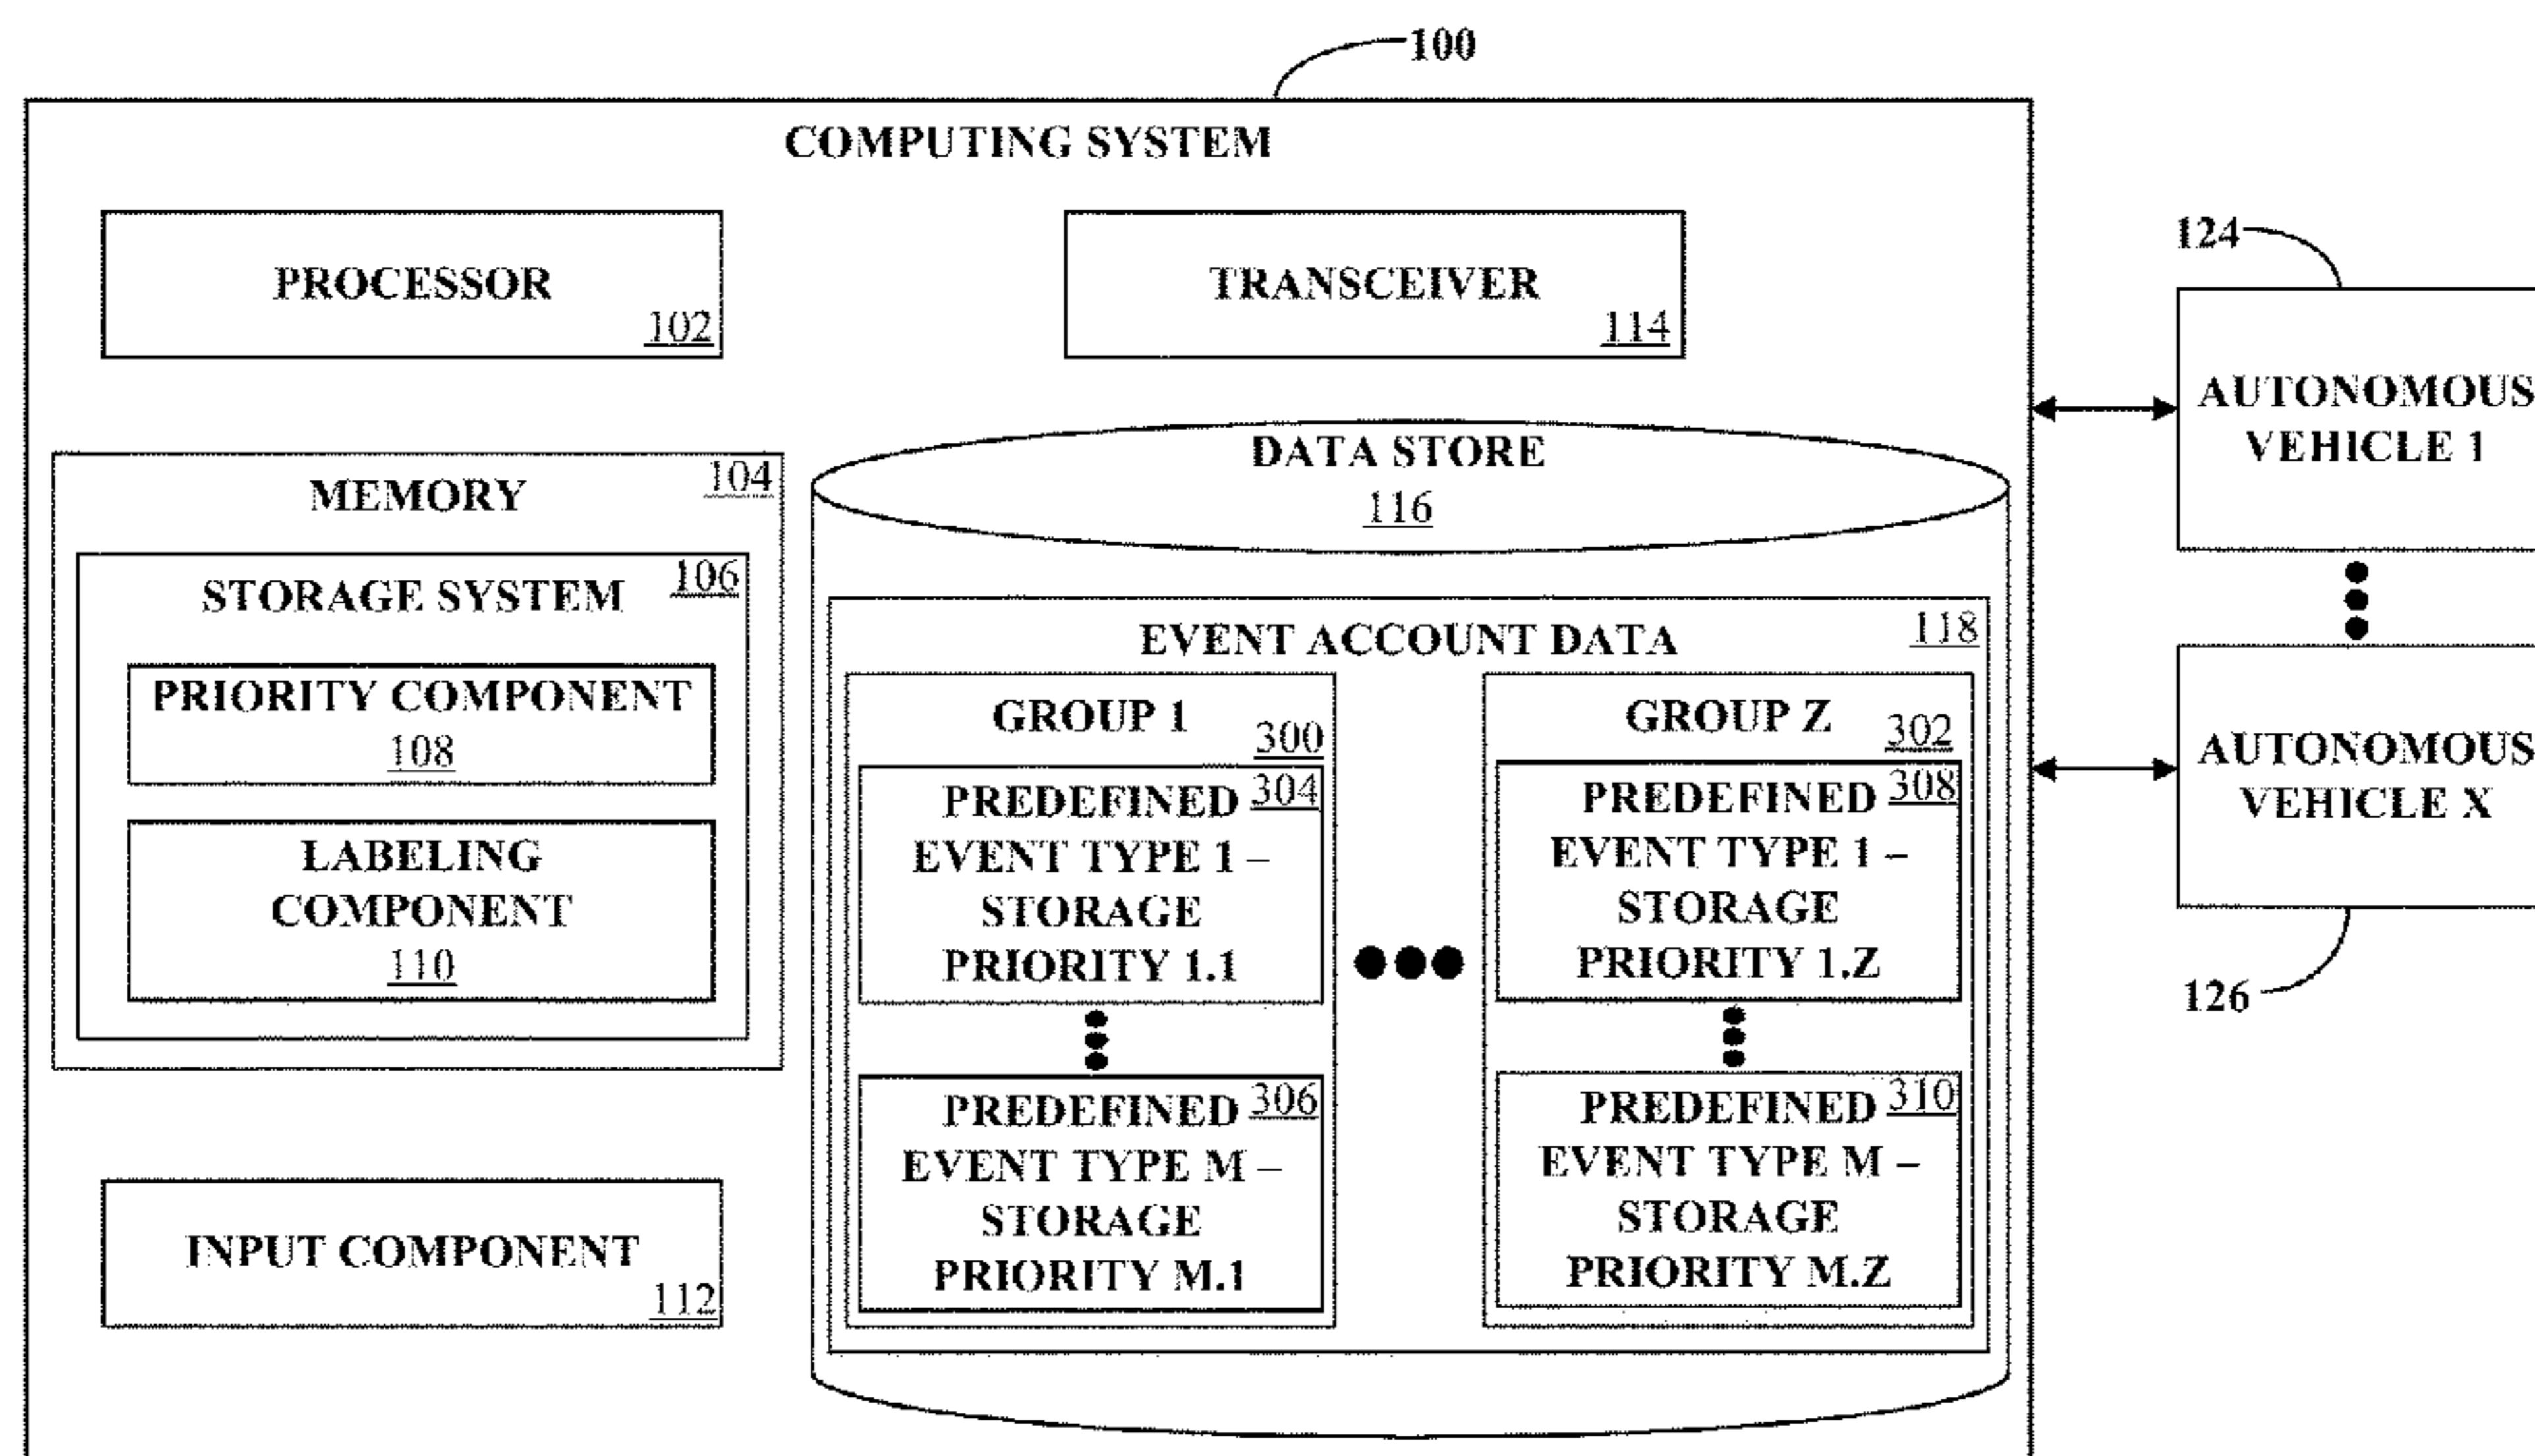 100
COMPUTING SYSTEM
PROCESSOR
102
TRANSCEIVER
114
124
AUTONOMOUS
VEHICLE 1
MEMORY
104
STORAGE SYSTEM
106
PRIORITY COMPONENT
108
LABELING
COMPONENT
110
DATA STORE
116
EVENT ACCOUNT DATA
118
GROUP 1
300
PREDEFINED 304
EVENT TYPE 1 –
STORAGE
PRIORITY 1.1
PREDEFINED 306
EVENT TYPE M –
STORAGE
PRIORITY M.1
GROUP Z
302
PREDEFINED 308
EVENT TYPE 1 –
STORAGE
PRIORITY 1.Z
PREDEFINED 310
EVENT TYPE M –
STORAGE
PRIORITY M.Z
AUTONOMOUS
VEHICLE X
126
INPUT COMPONENT
112